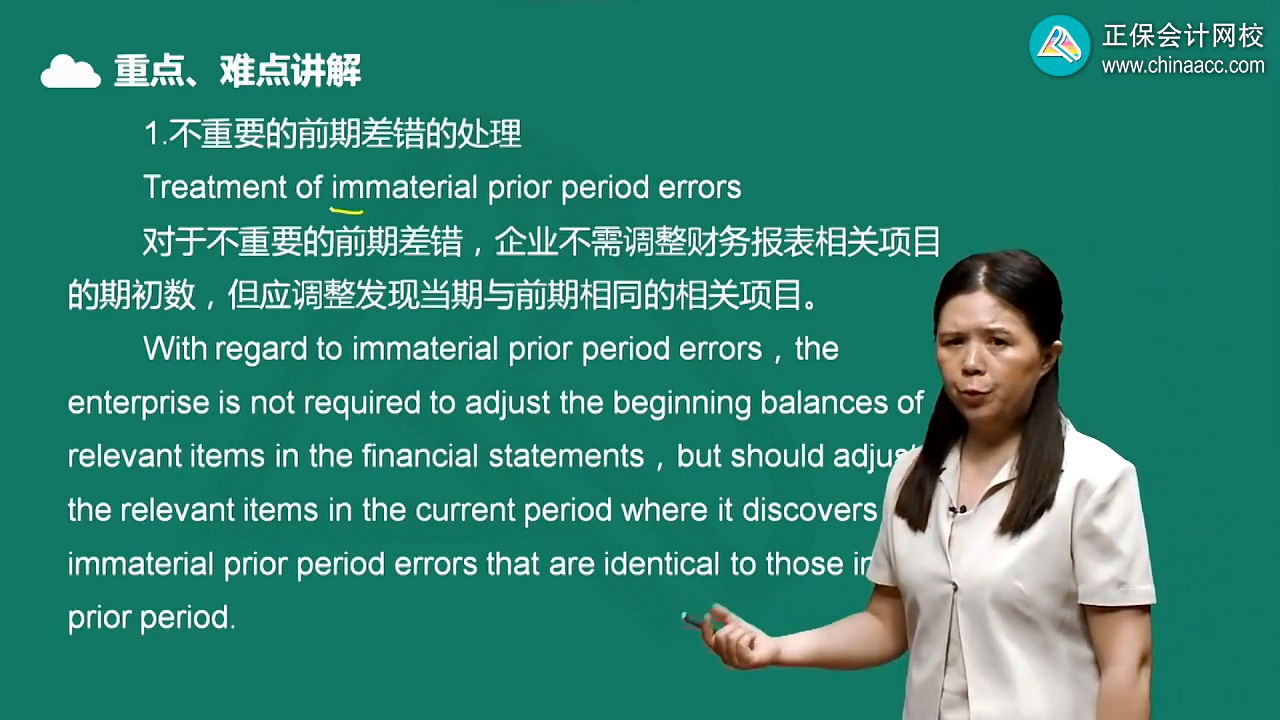 正保会计网校
www.chinaacc.com
重点、难点讲解
1.不重要的前期差错的处理
Treatment of immaterial prior period errors
对于不重要的前期差错，企业不需调整财务报表相关项目
的期初数，但应调整发现当期与前期相同的相关项目。
With regard to immaterial prior period errors，the
enterprise is not required to adjust the beginning balances of
relevant items in the financial statements，but should adjust
the relevant items in the current period where it discovers
immaterial prior period errors that are identical to those in
prior period.